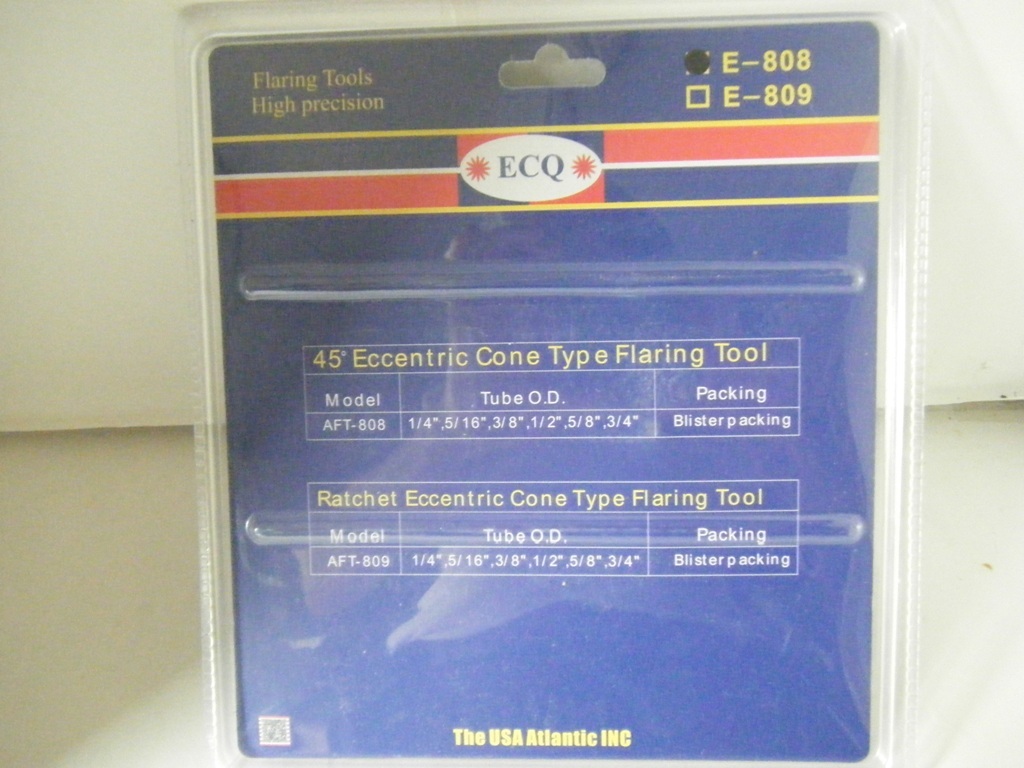 Flaring Tools
High precision
E-808
E-809
ECQ
45° Eccentric Cone Type Flaring Tool
Model Tube O.D. Packing
AFT-808 1/4",5/16",3/8",1/2",5/8",3/4" Blister packing
Ratchet Eccentric Cone Type Flaring Tool
Model Tube O.D. Packing
AFT-809 1/4",5/16",3/8",1/2",5/8",3/4" Blister packing
The USA Atlantic INC